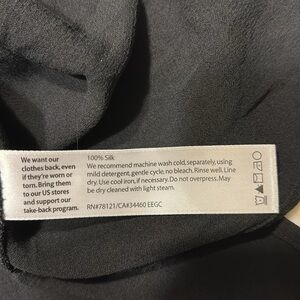 We want our
clothes back, even
if they're worn or
torn. Bring them
to our US stores
and support our
take-back program.
100% Silk
We recommend machine wash cold, separately, using
mild detergent, gentle cycle, no bleach. Rinse well. Line
dry. Use cool iron, if necessary. Do not overpress. May
be dry cleaned with light steam.
RN#78121/CA#34460 EEGC